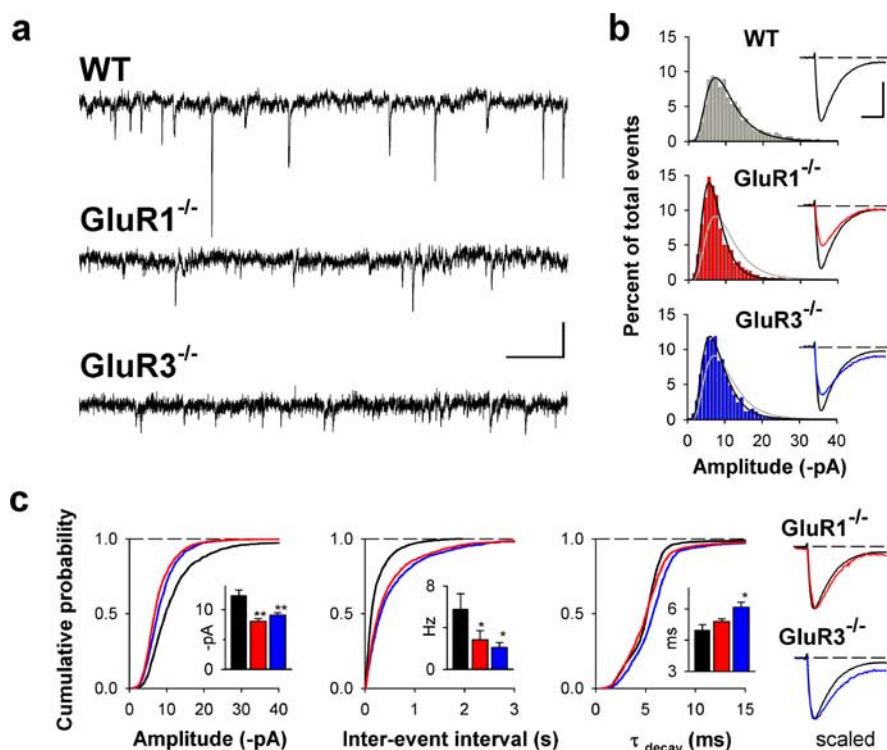 a
WT
GluR1-/-
GluR3-/-
b
WT
GluR1-/-
GluR3-/-
Percent of total events
15
10
5
0
15
10
5
0
15
10
5
0
0 10 20 30 40
Amplitude (-pA)
c
Cumulative probability
1.0
0.5
0.0
0 10 20 30 40
Amplitude (-pA)
-pA
10
0
** **
1.0
0.5
0.0
0 1 2 3
Inter-event interval (s)
Hz
8
4
0
* *
1.0
0.5
0.0
0 5 10 15
τ decay (ms)
ms
6
3
*
GluR1-/-
GluR3-/-
scaled